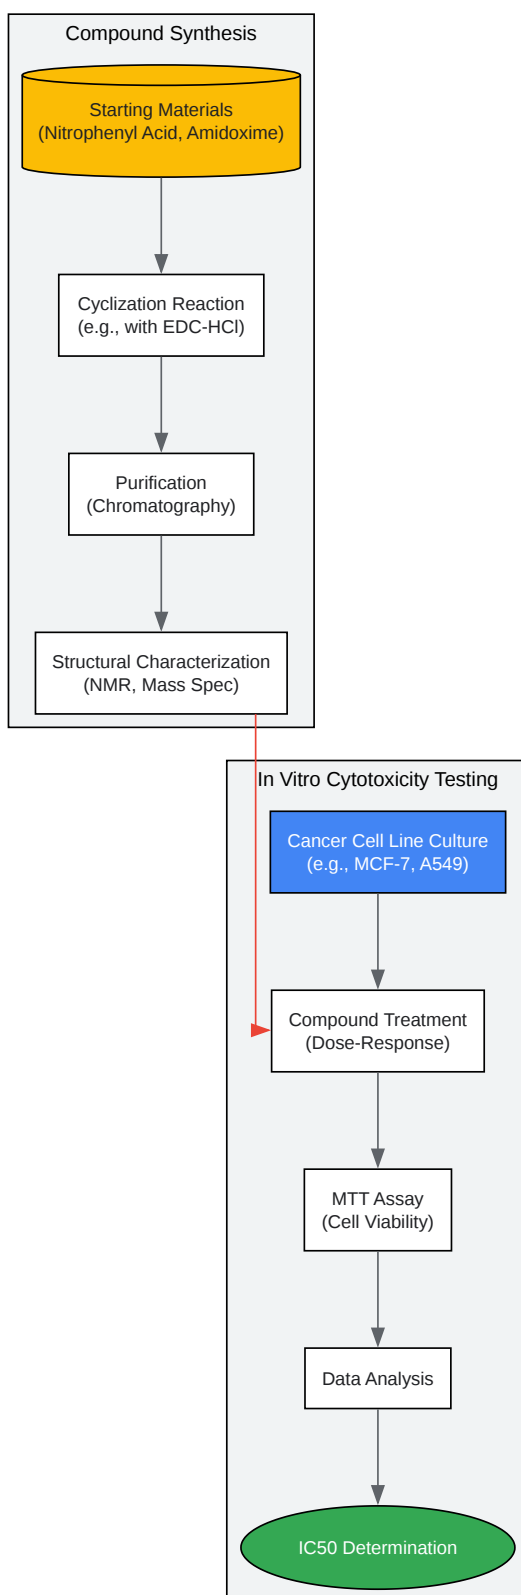 Compound Synthesis
Starting Materials
(Nitrophenyl Acid, Amidoxime)
Cyclization Reaction
(e.g., with EDC-HCl)
Purification
(Chromatography)
Structural Characterization
(NMR, Mass Spec)
In Vitro Cytotoxicity Testing
Cancer Cell Line Culture
(e.g., MCF-7, A549)
Compound Treatment
(Dose-Response)
MTT Assay
(Cell Viability)
Data Analysis
IC50 Determination